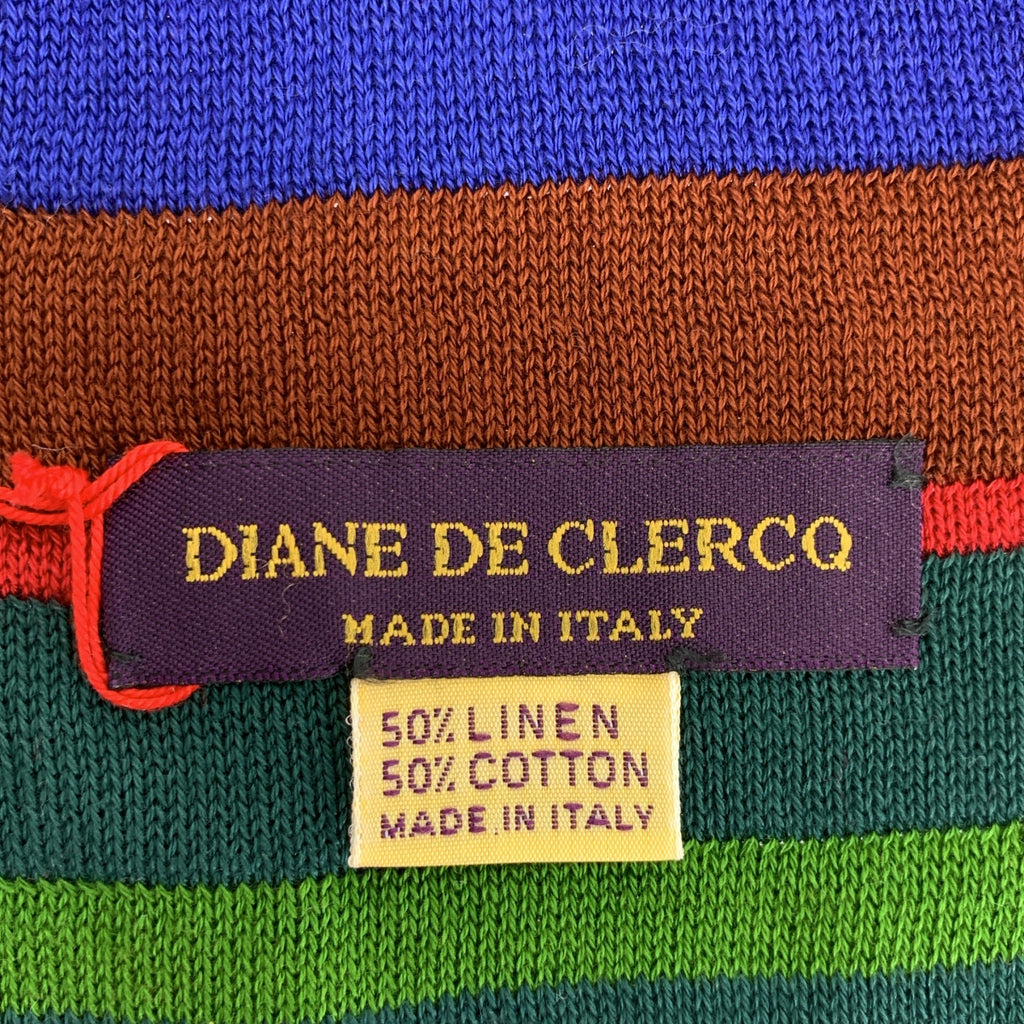 DIANE DE CLERCQ
MADE IN ITALY
50% LINEN
50% COTTON
MADE IN ITALY